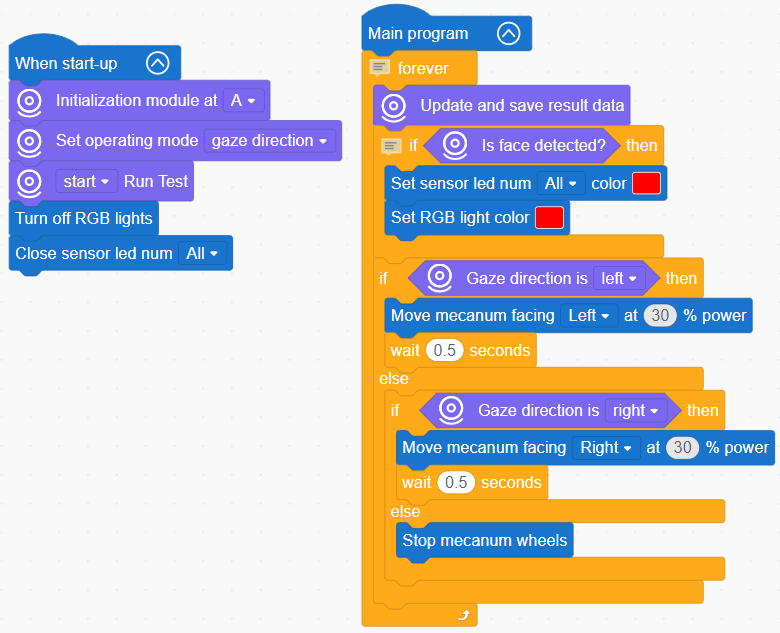 When start-up
Initialization module at A
Set operating mode gaze direction
start Run Test
Turn off RGB lights
Close sensor led num All
Main program
forever
Update and save result data
if Is face detected? then
Set sensor led num All color
Set RGB light color
if Gaze direction is left then
Move mecanum facing Left at 30 % power
wait 0.5 seconds
else
if Gaze direction is right then
Move mecanum facing Right at 30 % power
wait 0.5 seconds
else
Stop mecanum wheels